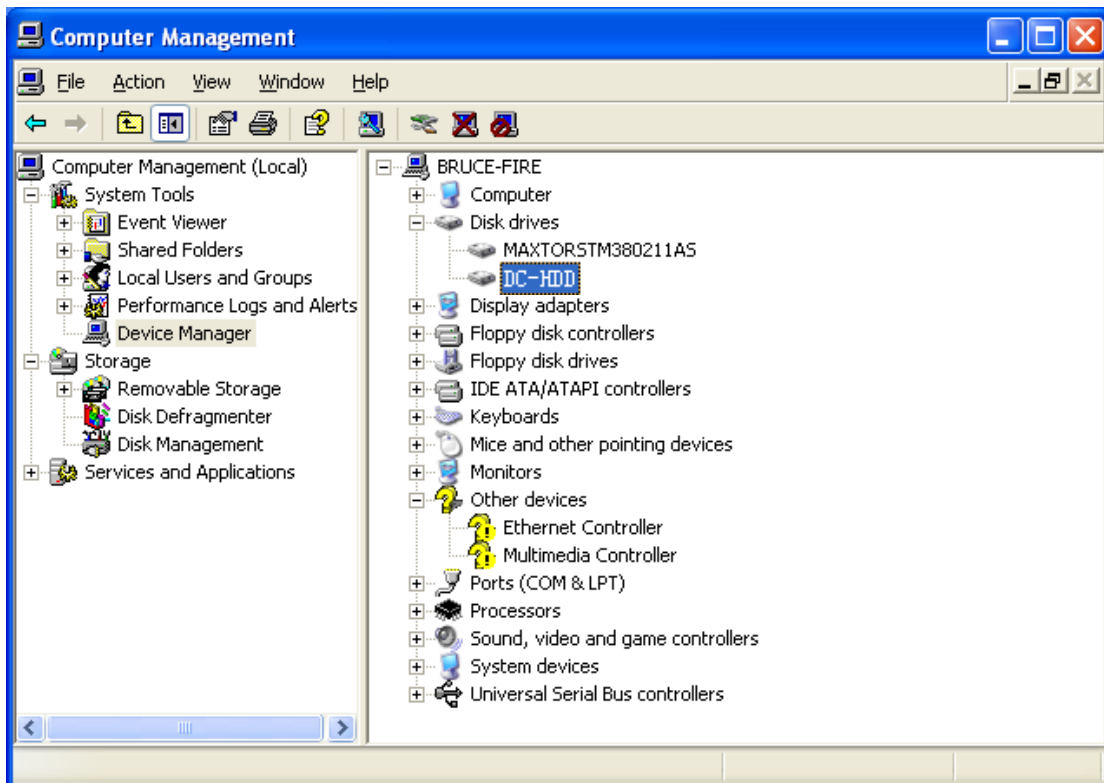 Computer Management
File Action View Window Help
Computer Management (Local)
System Tools
Event Viewer
Shared Folders
Local Users and Groups
Performance Logs and Alerts
Device Manager
Storage
Removable Storage
Disk Defragmenter
Disk Management
Services and Applications
BRUCE-FIRE
Computer
Disk drives
MAXTORSTM380211AS
DC-HDD
Display adapters
Floppy disk controllers
Floppy disk drives
IDE ATA/ATAPI controllers
Keyboards
Mice and other pointing devices
Monitors
Other devices
Ethernet Controller
Multimedia Controller
Ports (COM & LPT)
Processors
Sound, video and game controllers
System devices
Universal Serial Bus controllers